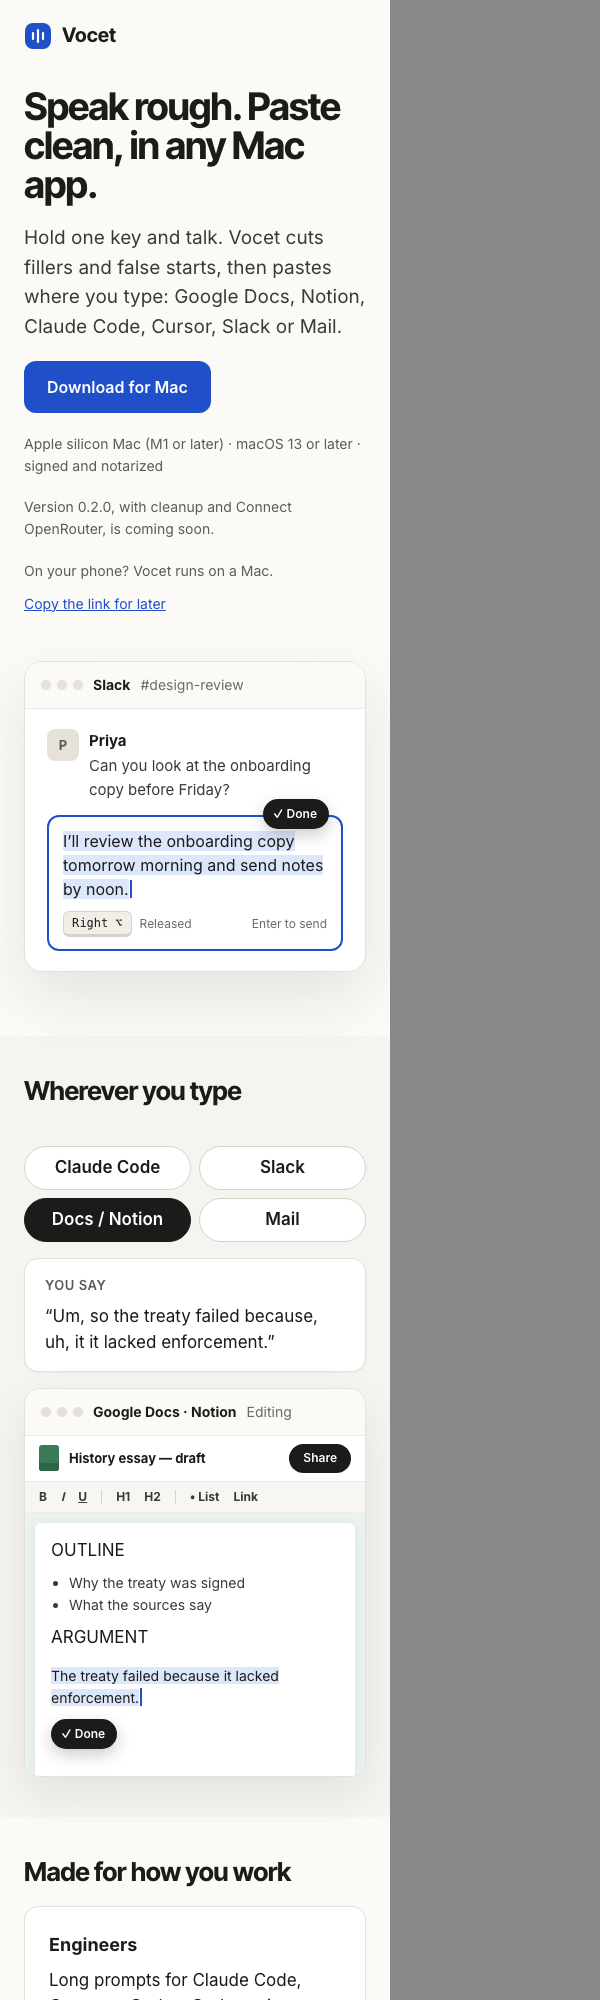 Vocet
Speak rough. Paste
clean, in any Mac
app.
Hold one key and talk. Vocet cuts
fillers and false starts, then pastes
where you type: Google Docs, Notion,
Claude Code, Cursor, Slack or Mail.
Download for Mac
Apple silicon Mac (M1 or later) · macOS 13 or later ·
signed and notarized
Version 0.2.0, with cleanup and Connect
OpenRouter, is coming soon.
On your phone? Vocet runs on a Mac.
Copy the link for later
Slack #design-review
P Priya
Can you look at the onboarding
copy before Friday?
✓ Done
I’ll review the onboarding copy
tomorrow morning and send notes
by noon.
Right ⌥ Released Enter to send
Wherever you type
Claude Code Slack
Docs / Notion Mail
YOU SAY
“Um, so the treaty failed because,
uh, it it lacked enforcement.”
Google Docs · Notion Editing
History essay — draft Share
B I U H1 H2 • List Link
OUTLINE
• Why the treaty was signed
• What the sources say
ARGUMENT
The treaty failed because it lacked
enforcement.
✓ Done
Made for how you work
Engineers
Long prompts for Claude Code,